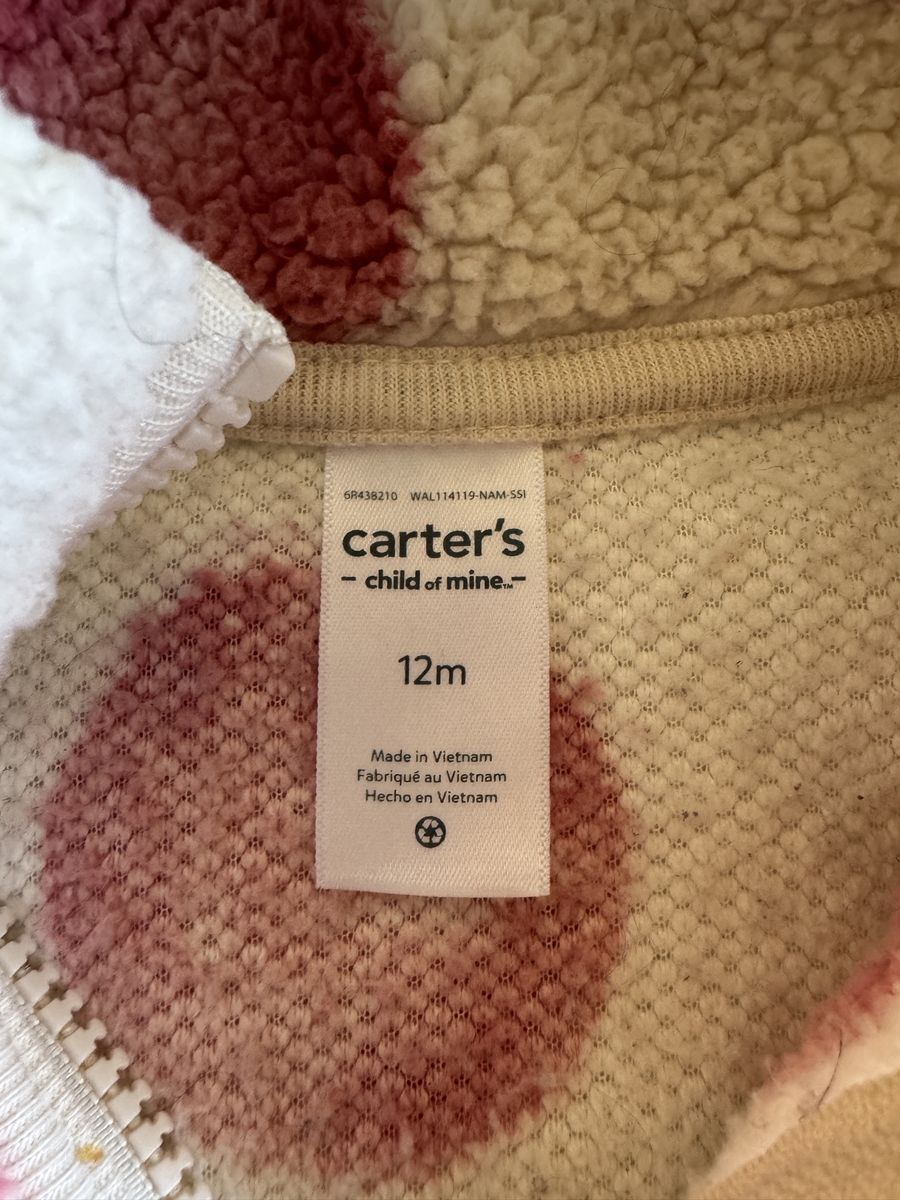 6R438210 WAL114119-NAM-SSI
carter's
- child of mine™ -
12m
Made in Vietnam
Fabriqué au Vietnam
Hecho en Vietnam